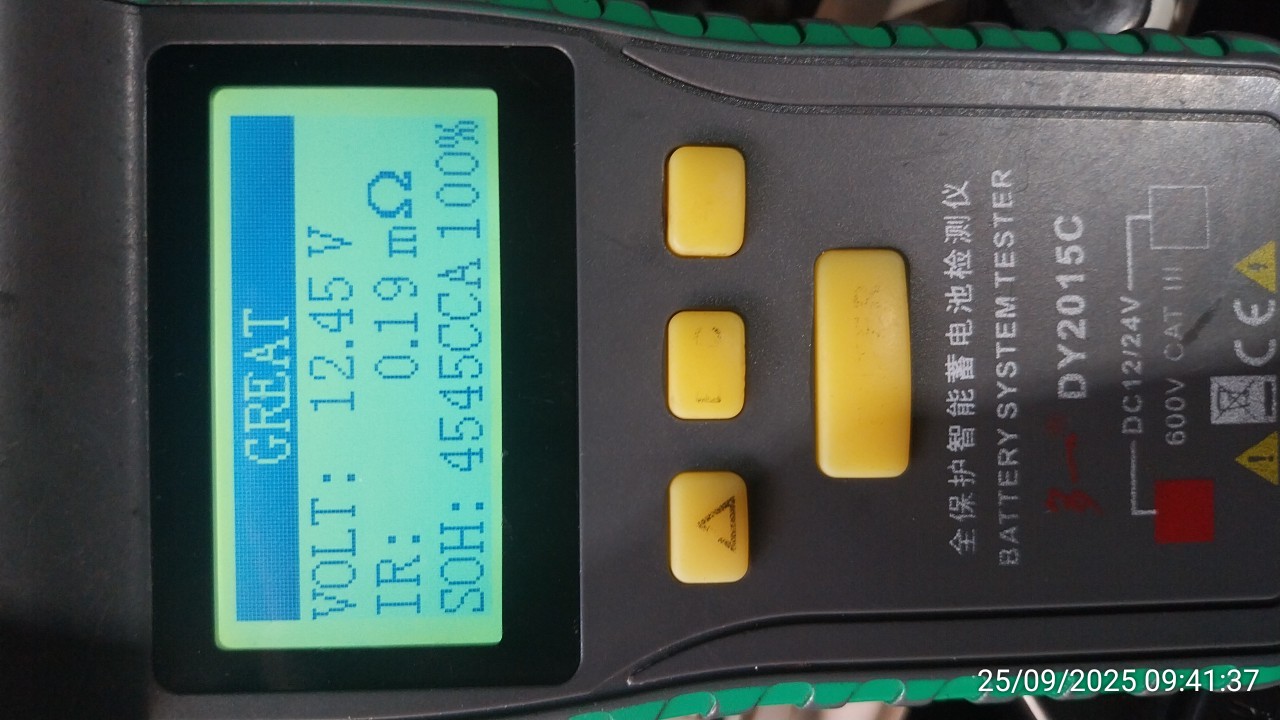 GREAT
VOLT: 12.45 V
IR: 0.19 mΩ
SOH: 4545CCA 100%
全保护智能蓄电池检测仪
BATTERY SYSTEM TESTER
DY2015C
DC12/24V
600V CAT III
CE
25/09/2025 09:41:37